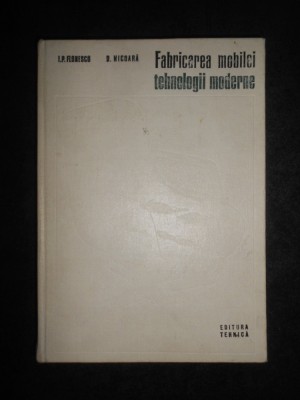 I.P. FLORESCU D. NICOARĂ
Fabricarea mobilei
tehnologii moderne
EDITURA
TEHNICĂ